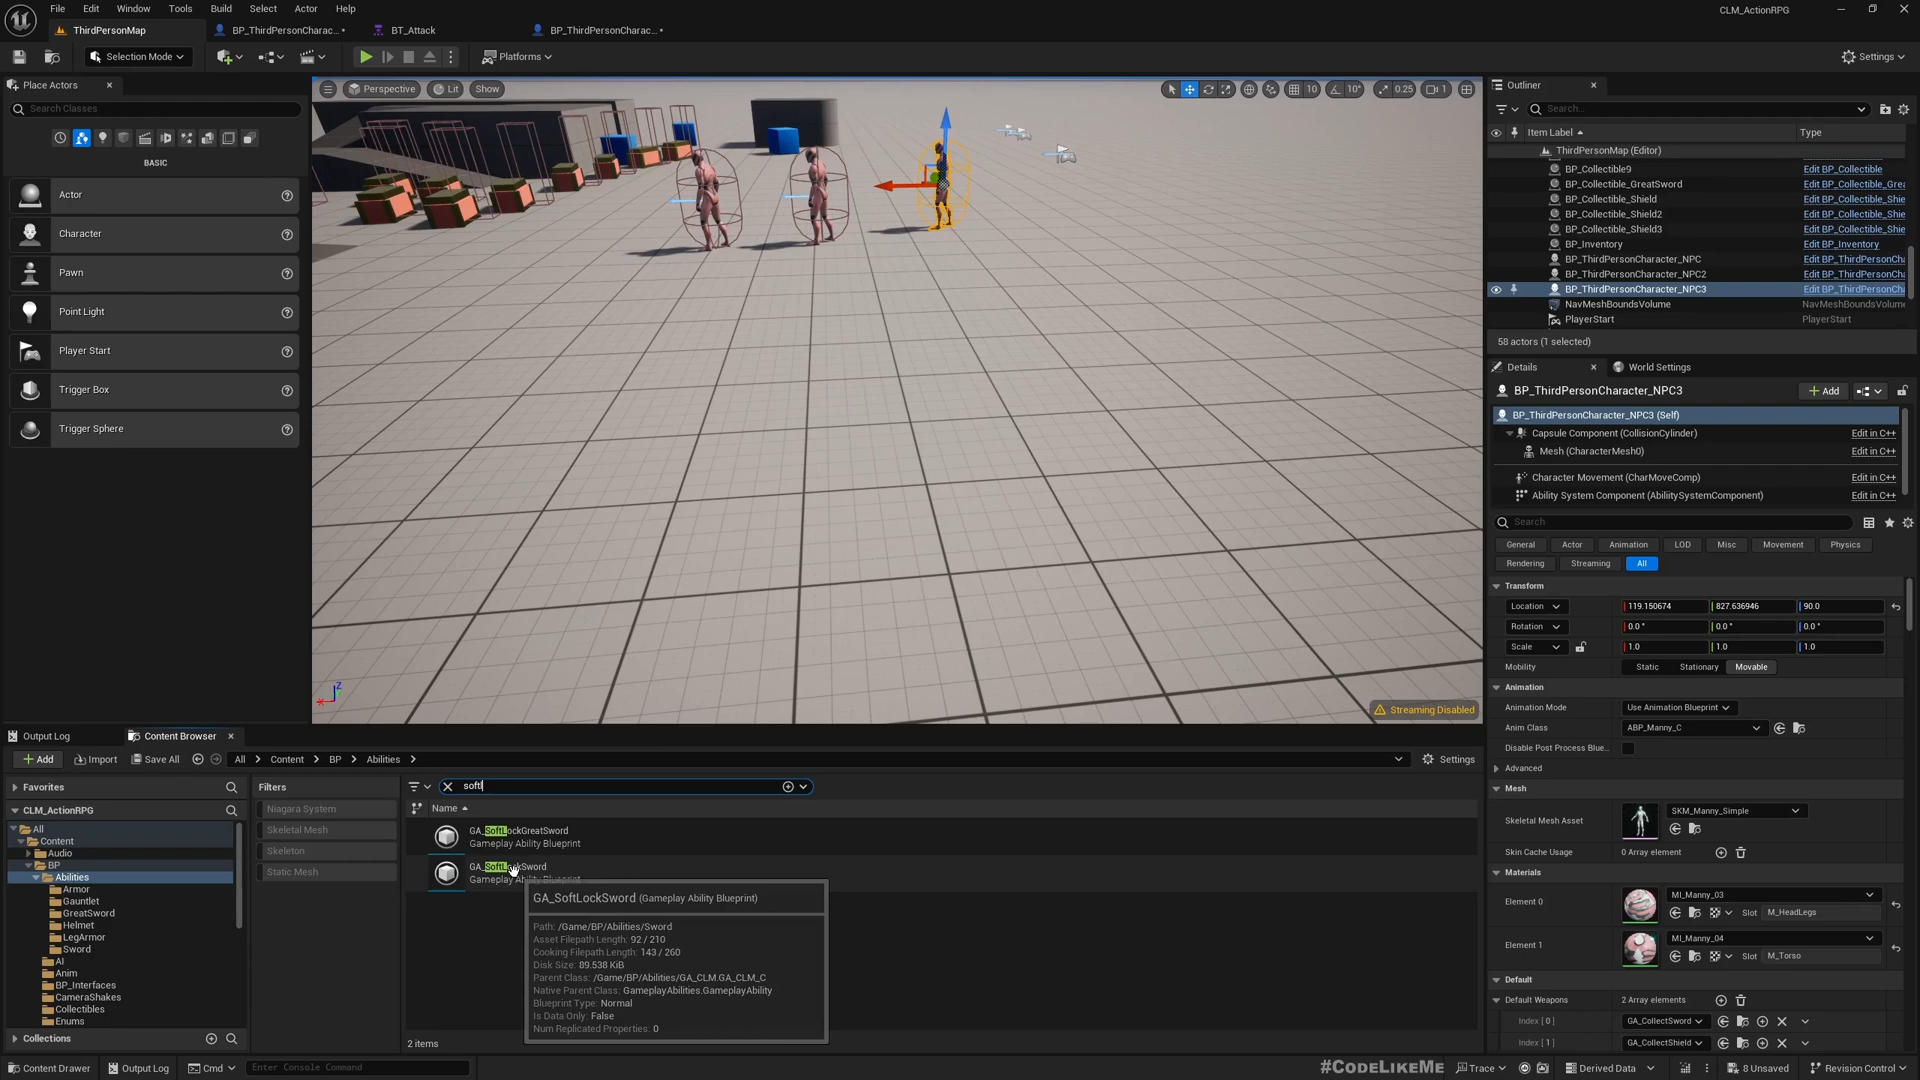 File Edit Window Tools Build Select Actor Help
CLM_ActionRPG
ThirdPersonMap
BP_ThirdPersonCharac...•
BT_Attack
BP_ThirdPersonCharac...•
Selection Mode
Platforms
Settings
Place Actors
Search Classes
BASIC
Actor
Character
Pawn
Point Light
Player Start
Trigger Box
Trigger Sphere
Perspective Lit Show
10 10° 0.25 1
Z
X
Streaming Disabled
Outliner
Search...
Item Label Type
ThirdPersonMap (Editor)
BP_Collectible9 Edit BP_Collectible
BP_Collectible_GreatSword Edit BP_Collectible_Grea
BP_Collectible_Shield Edit BP_Collectible_Shie
BP_Collectible_Shield2 Edit BP_Collectible_Shie
BP_Collectible_Shield3 Edit BP_Collectible_Shie
BP_Inventory Edit BP_Inventory
BP_ThirdPersonCharacter_NPC Edit BP_ThirdPersonCha
BP_ThirdPersonCharacter_NPC2 Edit BP_ThirdPersonCha
BP_ThirdPersonCharacter_NPC3 Edit BP_ThirdPersonCha
NavMeshBoundsVolume NavMeshBoundsVolume
PlayerStart PlayerStart
58 actors (1 selected)
Details World Settings
BP_ThirdPersonCharacter_NPC3 Add
BP_ThirdPersonCharacter_NPC3 (Self)
Capsule Component (CollisionCylinder) Edit in C++
Mesh (CharacterMesh0) Edit in C++
Character Movement (CharMoveComp) Edit in C++
Ability System Component (AbilitySystemComponent) Edit in C++
Search
General Actor Animation LOD Misc Movement Physics
Rendering Streaming All
Transform
Location 119.150674 827.636946 90.0
Rotation 0.0° 0.0° 0.0°
Scale 1.0 1.0 1.0
Mobility Static Stationary Movable
Animation
Animation Mode Use Animation Blueprint
Anim Class ABP_Manny_C
Disable Post Process Blue...
Advanced
Mesh
Skeletal Mesh Asset SKM_Manny_Simple
Skin Cache Usage 0 Array element
Materials
Element 0 MI_Manny_03
Slot M_HeadLegs
Element 1 MI_Manny_04
Slot M_Torso
Default
Default Weapons 2 Array elements
Index [ 0 ] GA_CollectSword
Index [ 1 ] GA_CollectShield
Output Log Content Browser
Add Import Save All All Content BP Abilities Settings
Favorites
CLM_ActionRPG
All
Content
Audio
BP
Abilities
Armor
Gauntlet
GreatSword
Helmet
LegArmor
Sword
AI
Anim
BP_Interfaces
CameraShakes
Collectibles
Enums
Collections
Filters
Niagara System
Skeletal Mesh
Skeleton
Static Mesh
softl
Name
GA_SoftLockGreatSword
Gameplay Ability Blueprint
GA_SoftLockSword
Gameplay Ability Blueprint
GA_SoftLockSword (Gameplay Ability Blueprint)
Path: /Game/BP/Abilities/Sword
Asset Filepath Length: 92 / 210
Cooking Filepath Length: 143 / 260
Disk Size: 89.538 KiB
Parent Class: /Game/BP/Abilities/GA_CLM.GA_CLM_C
Native Parent Class: GameplayAbilities.GameplayAbility
Blueprint Type: Normal
Is Data Only: False
Num Replicated Properties: 0
2 items
#CODELIKEME
Content Drawer Output Log Cmd Enter Console Command Trace Derived Data 8 Unsaved Revision Control